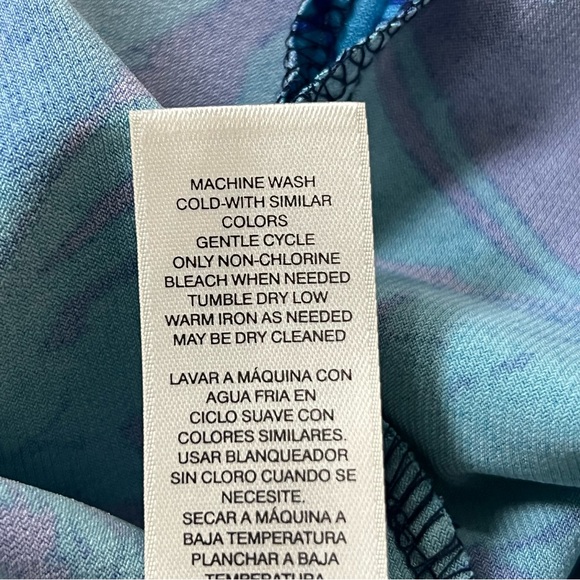 MACHINE WASH
COLD-WITH SIMILAR
COLORS
GENTLE CYCLE
ONLY NON-CHLORINE
BLEACH WHEN NEEDED
TUMBLE DRY LOW
WARM IRON AS NEEDED
MAY BE DRY CLEANED
LAVAR A MÁQUINA CON
AGUA FRIA EN
CICLO SUAVE CON
COLORES SIMILARES.
USAR BLANQUEADOR
SIN CLORO CUANDO SE
NECESITE.
SECAR A MÁQUINA A
BAJA TEMPERATURA
PLANCHAR A BAJA
TEMPERATURA